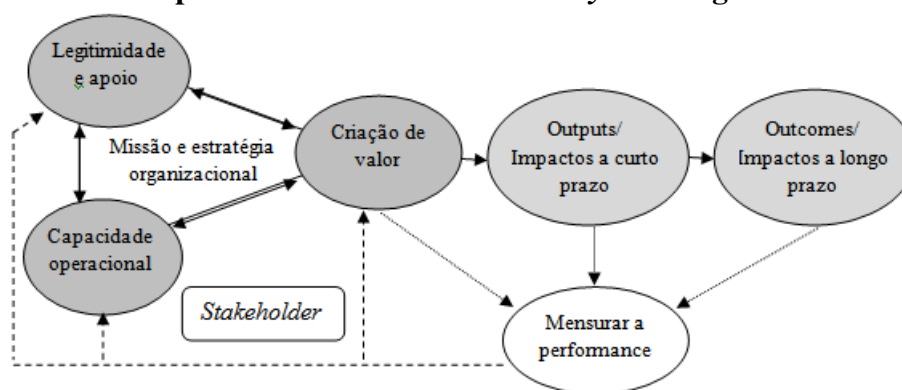 Legitimidade
e apoio
Missão e estratégia
organizacional
Capacidade
operacional
Criação de
valor
Outputs/
Impactos a curto
prazo
Outcomes/
Impactos a longo
prazo
Stakeholder
Mensurar a
performance